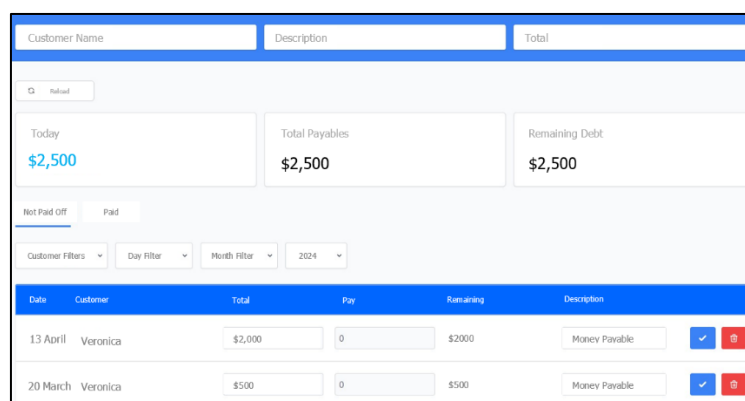 Customer Name Description Total
Reload
Today Total Payables Remaining Debt
$2,500 $2,500 $2,500
Not Paid Off Paid
Customer Filters Day Filter Month Filter 2024
Date Customer Total Pay Remaining Description
13 April Veronica $2,000 0 $2000 Money Payable
20 March Veronica $500 0 $500 Money Payable